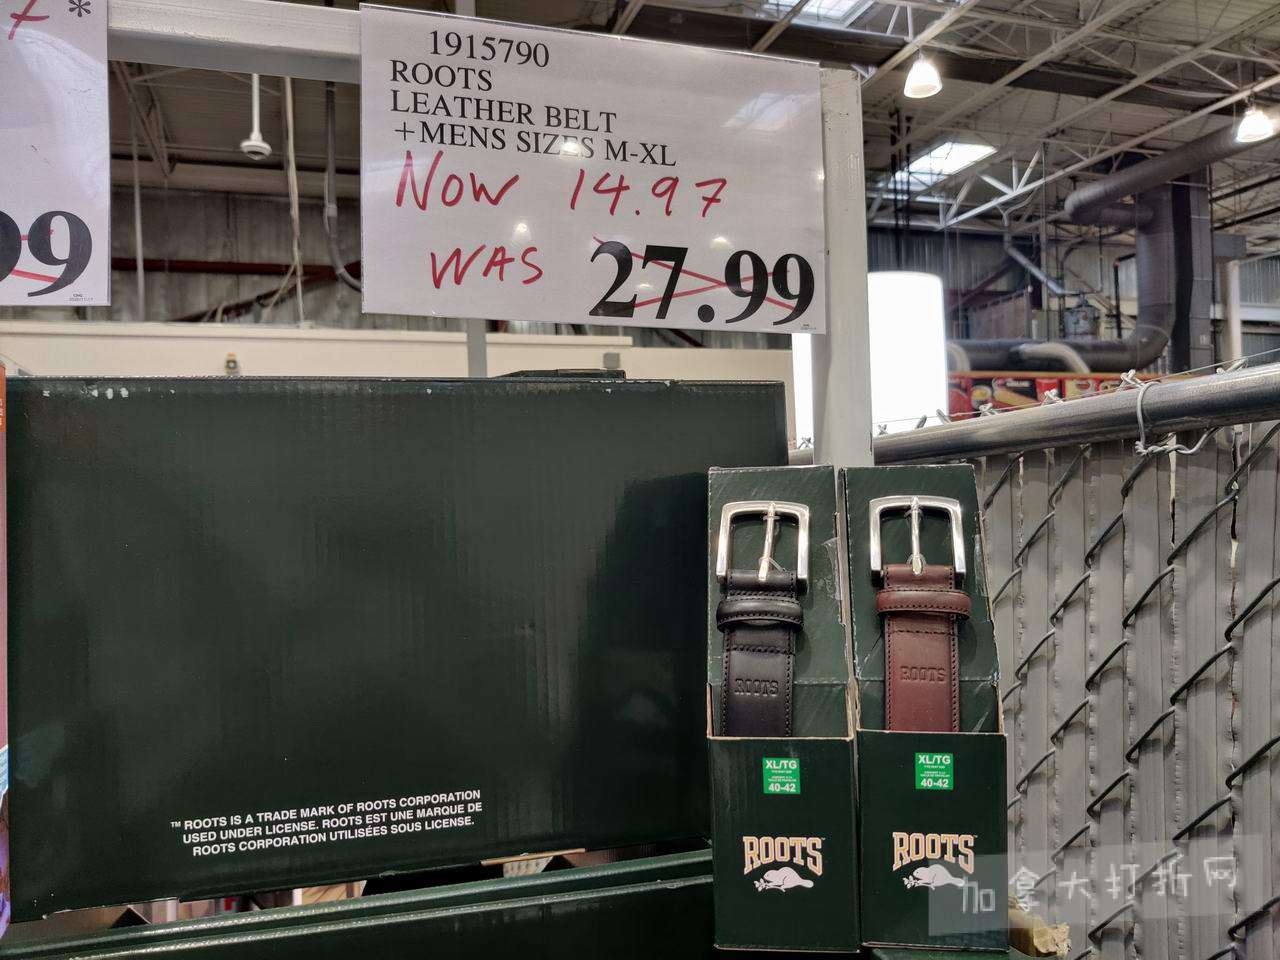 7*
99
1915790
ROOTS
LEATHER BELT
+MENS SIZES M-XL
NOW 14.97
WAS 27.99
™ ROOTS IS A TRADE MARK OF ROOTS CORPORATION
USED UNDER LICENSE. ROOTS EST UNE MARQUE DE
ROOTS CORPORATION UTILISÉES SOUS LICENSE.
ROOTS
XL/TG
40-42
ROOTS
ROOTS
XL/TG
40-42
ROOTS
加拿大打折网